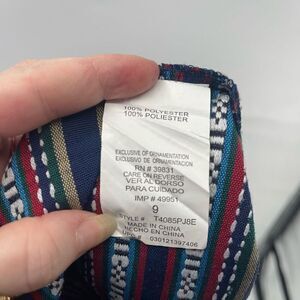 100% POLYESTER
100% POLIESTER
EXCLUSIVE OF ORNAMENTATION
EXCLUSIVO DE ORNAMENTACION
RN # 39831
CARE ON REVERSE
VER AL DORSO
PARA CUIDADO
IMP # 49951
9
STYLE # T4085PJ8E
MADE IN CHINA
HECHO EN CHINA
030121397406